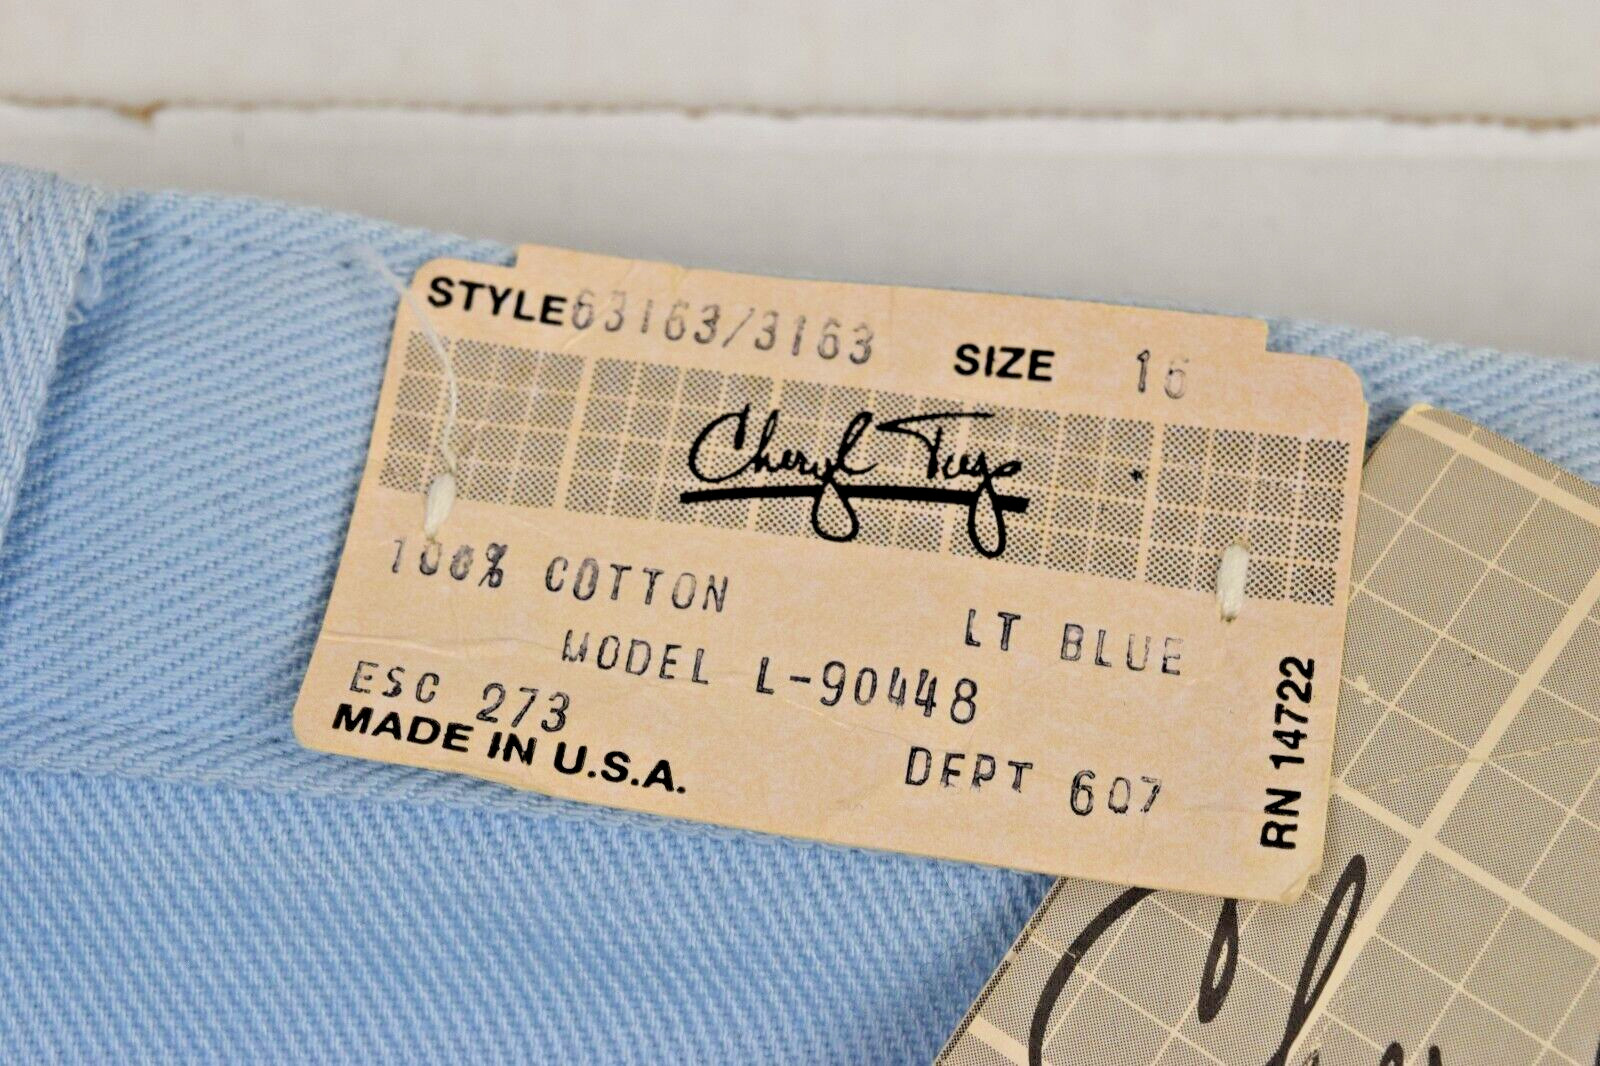 STYLE 63163/3163 SIZE 16
Cheryl Tiegs
100% COTTON LT BLUE
MODEL L-90448
ESC 273
MADE IN U.S.A. DEPT 607
RN 14722
Cher